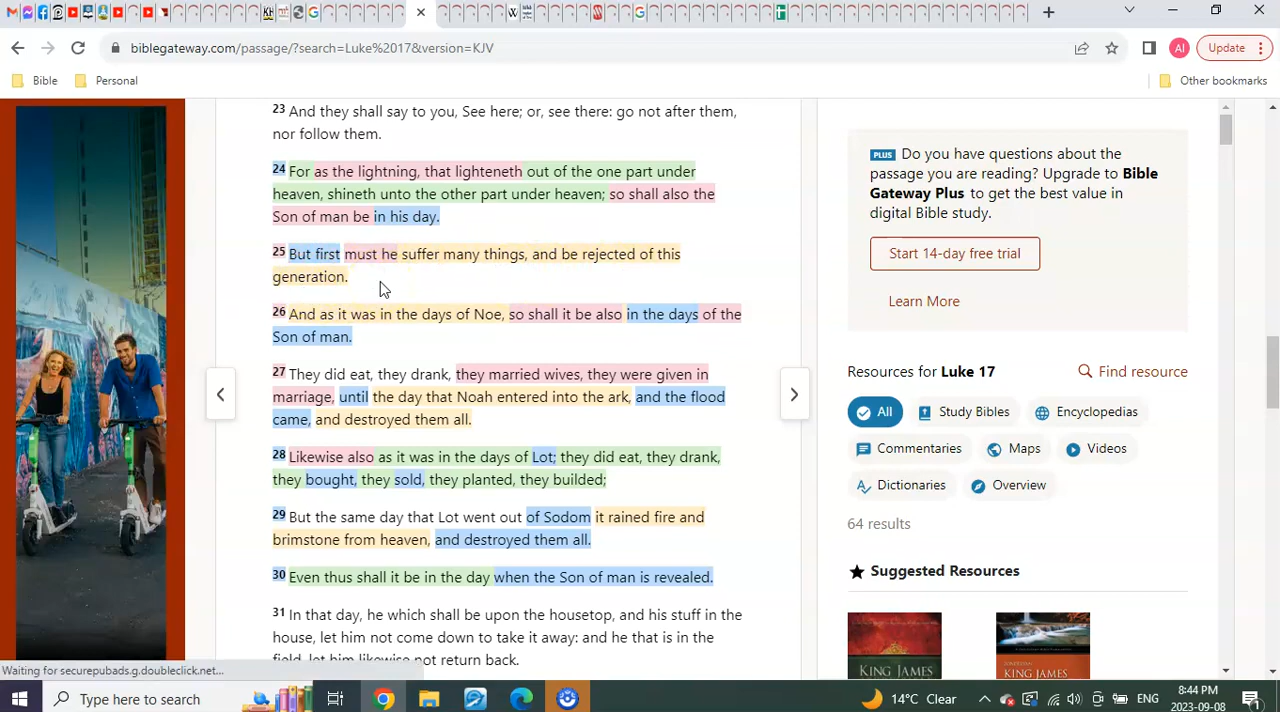 biblegateway.com/passage/?search=Luke%2017&version=KJV
AI
Update
Bible
Personal
Other bookmarks
23 And they shall say to you, See here; or, see there: go not after them,
nor follow them.
24 For as the lightning, that lighteneth out of the one part under
heaven, shineth unto the other part under heaven; so shall also the
Son of man be in his day.
25 But first must he suffer many things, and be rejected of this
generation.
26 And as it was in the days of Noe, so shall it be also in the days of the
Son of man.
27 They did eat, they drank, they married wives, they were given in
marriage, until the day that Noah entered into the ark, and the flood
came, and destroyed them all.
28 Likewise also as it was in the days of Lot; they did eat, they drank,
they bought, they sold, they planted, they builded;
29 But the same day that Lot went out of Sodom it rained fire and
brimstone from heaven, and destroyed them all.
30 Even thus shall it be in the day when the Son of man is revealed.
31 In that day, he which shall be upon the housetop, and his stuff in the
house, let him not come down to take it away: and he that is in the
field, let him likewise not return back.
PLUS Do you have questions about the
passage you are reading? Upgrade to Bible
Gateway Plus to get the best value in
digital Bible study.
Start 14-day free trial
Learn More
Resources for Luke 17
Find resource
All
Study Bibles
Encyclopedias
Commentaries
Maps
Videos
Dictionaries
Overview
64 results
Suggested Resources
KING JAMES
KING JAMES
Waiting for securepubads.g.doubleclick.net...
Type here to search
14°C Clear
ENG
8:44 PM
2023-09-08